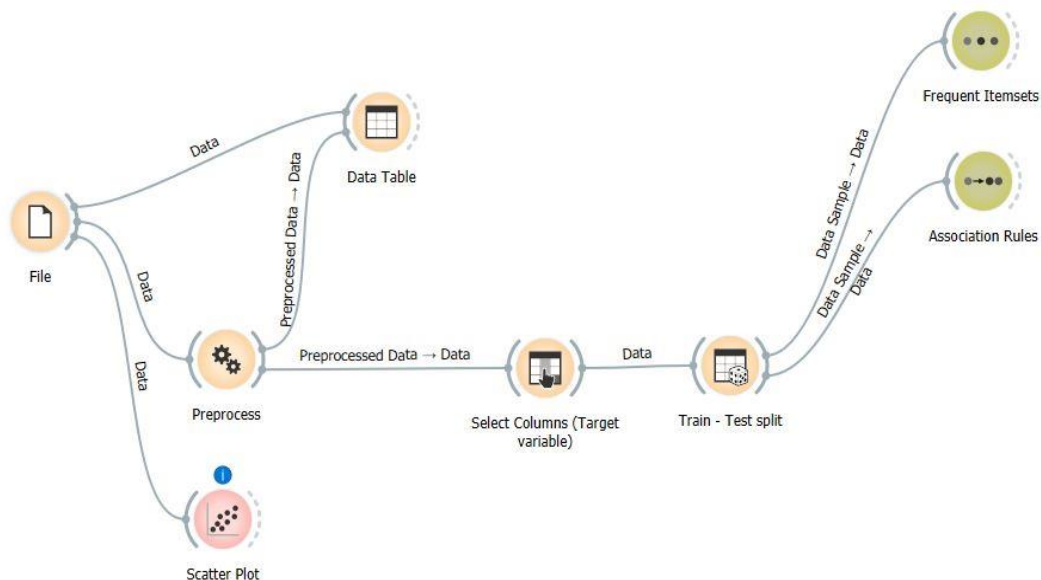 Frequent Itemsets
Data
Data Table
Data Sample → Data
Preprocessed Data → Data
Association Rules
Data Sample →
Data
File
Data
Data
Preprocessed Data → Data
Data
Preprocess
Select Columns (Target
variable)
Train - Test split
i
Scatter Plot